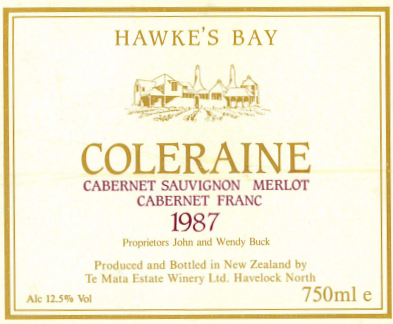 HAWKE'S BAY
COLERAINE
CABERNET SAUVIGNON MERLOT
CABERNET FRANC
1987
Proprietors John and Wendy Buck
Produced and Bottled in New Zealand by
Te Mata Estate Winery Ltd. Havelock North
Alc 12.5% Vol
750ml e